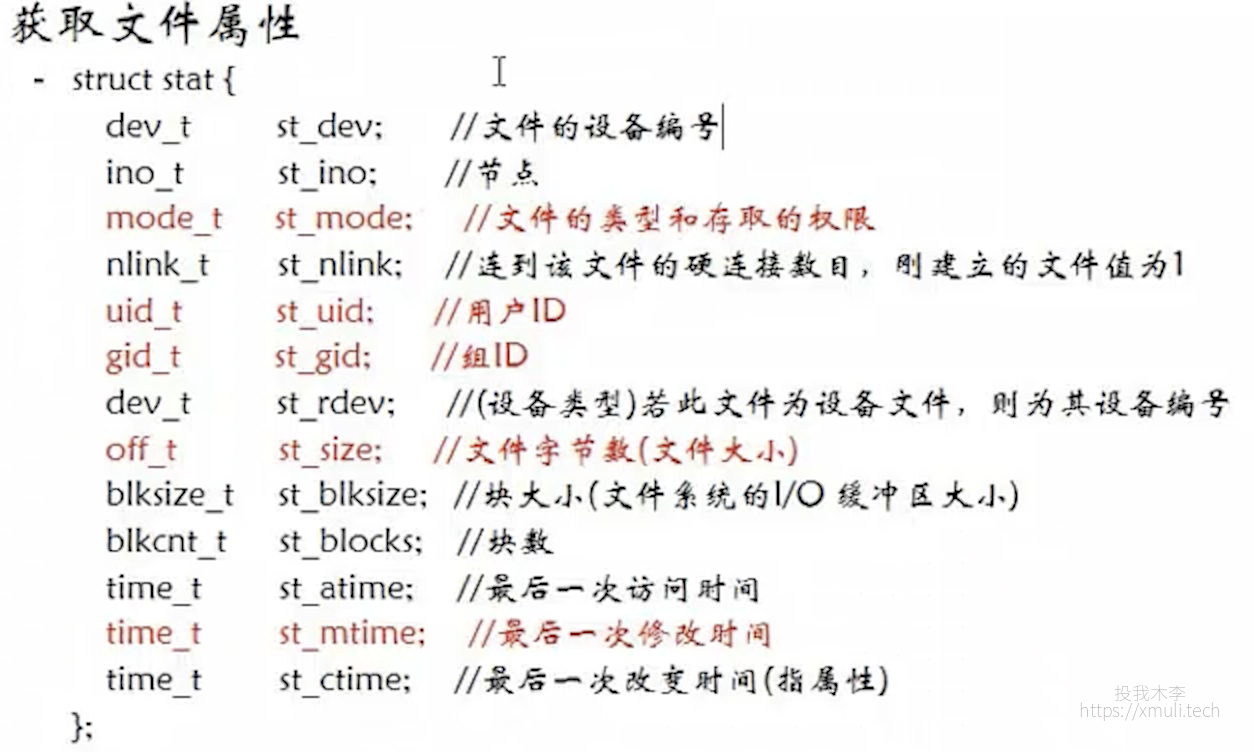 获取文件属性
- struct stat {
dev_t st_dev; //文件的设备编号
ino_t st_ino; //节点
mode_t st_mode; //文件的类型和存取的权限
nlink_t st_nlink; //连到该文件的硬连接数目，刚建立的文件值为1
uid_t st_uid; //用户ID
gid_t st_gid; //组ID
dev_t st_rdev; //(设备类型)若此文件为设备文件，则为其设备编号
off_t st_size; //文件字节数(文件大小)
blksize_t st_blksize; //块大小(文件系统的I/O 缓冲区大小)
blkcnt_t st_blocks; //块数
time_t st_atime; //最后一次访问时间
time_t st_mtime; //最后一次修改时间
time_t st_ctime; //最后一次改变时间(指属性)
};
投我木李
https://xmuli.tech